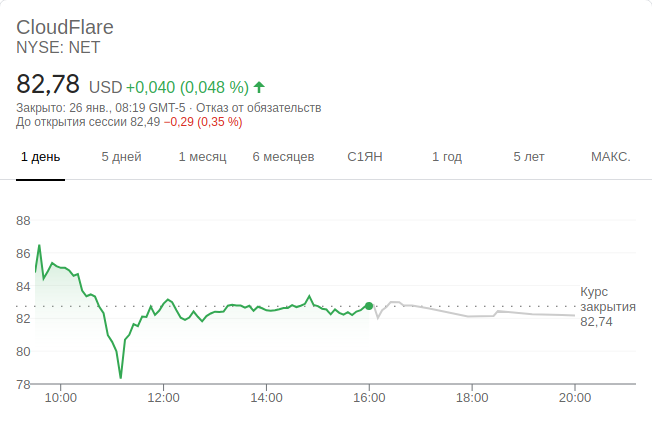 CloudFlare
NYSE: NET
82,78 USD +0,040 (0,048 %)
Закрыто: 26 янв., 08:19 GMT-5 · Отказ от обязательств
До открытия сессии 82,49 −0,29 (0,35 %)
1 день 5 дней 1 месяц 6 месяцев С1ЯН 1 год 5 лет МАКС.
88
86
84
82
80
78
Курс
закрытия
82,74
10:00 12:00 14:00 16:00 18:00 20:00